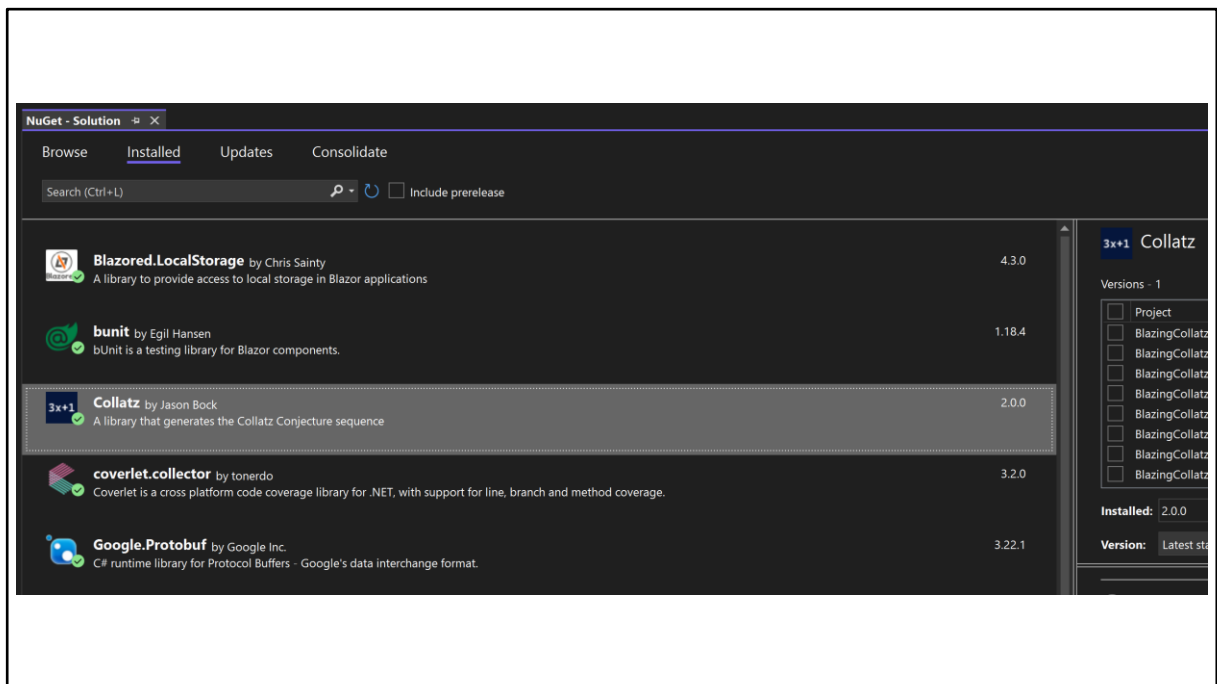 NuGet - Solution
Browse Installed Updates Consolidate
Search (Ctrl+L) Include prerelease
Blazored.LocalStorage by Chris Sainty 4.3.0
A library to provide access to local storage in Blazor applications
bunit by Egil Hansen 1.18.4
bUnit is a testing library for Blazor components.
3x+1 Collatz by Jason Bock 2.0.0
A library that generates the Collatz Conjecture sequence
coverlet.collector by tonerdo 3.2.0
Coverlet is a cross platform code coverage library for .NET, with support for line, branch and method coverage.
Google.Protobuf by Google Inc. 3.22.1
C# runtime library for Protocol Buffers - Google's data interchange format.
3x+1 Collatz
Versions - 1
Project
BlazingCollatz
BlazingCollatz
BlazingCollatz
BlazingCollatz
BlazingCollatz
BlazingCollatz
BlazingCollatz
BlazingCollatz
Installed: 2.0.0
Version: Latest sta